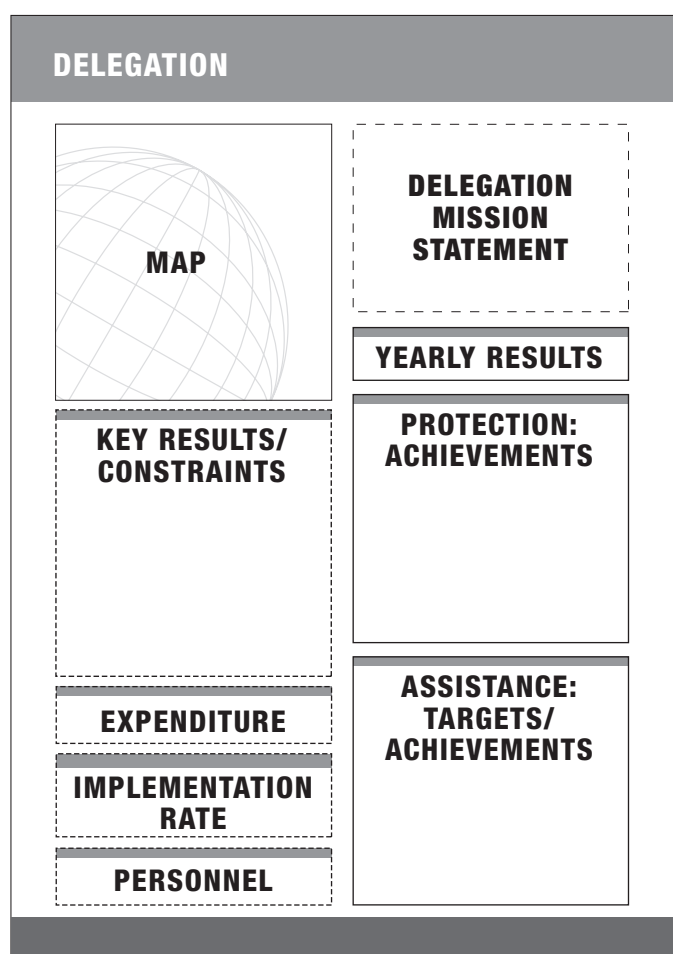 DELEGATION
MAP
KEY RESULTS/
CONSTRAINTS
EXPENDITURE
IMPLEMENTATION
RATE
PERSONNEL
DELEGATION
MISSION
STATEMENT
YEARLY RESULTS
PROTECTION:
ACHIEVEMENTS
ASSISTANCE:
TARGETS/
ACHIEVEMENTS